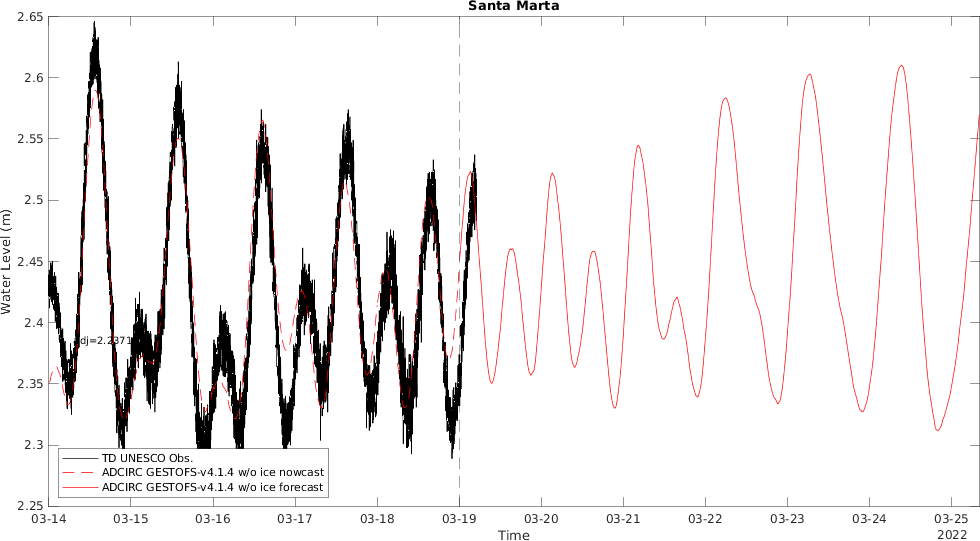 Santa Marta
2.65
2.6
2.55
2.5
2.45
2.4
2.35
2.3
2.25
Water Level (m)
dj=2.2371
TD UNESCO Obs.
ADCIRC GESTOFS-v4.1.4 w/o ice nowcast
ADCIRC GESTOFS-v4.1.4 w/o ice forecast
03-14 03-15 03-16 03-17 03-18 03-19 03-20 03-21 03-22 03-23 03-24 03-25
Time
2022